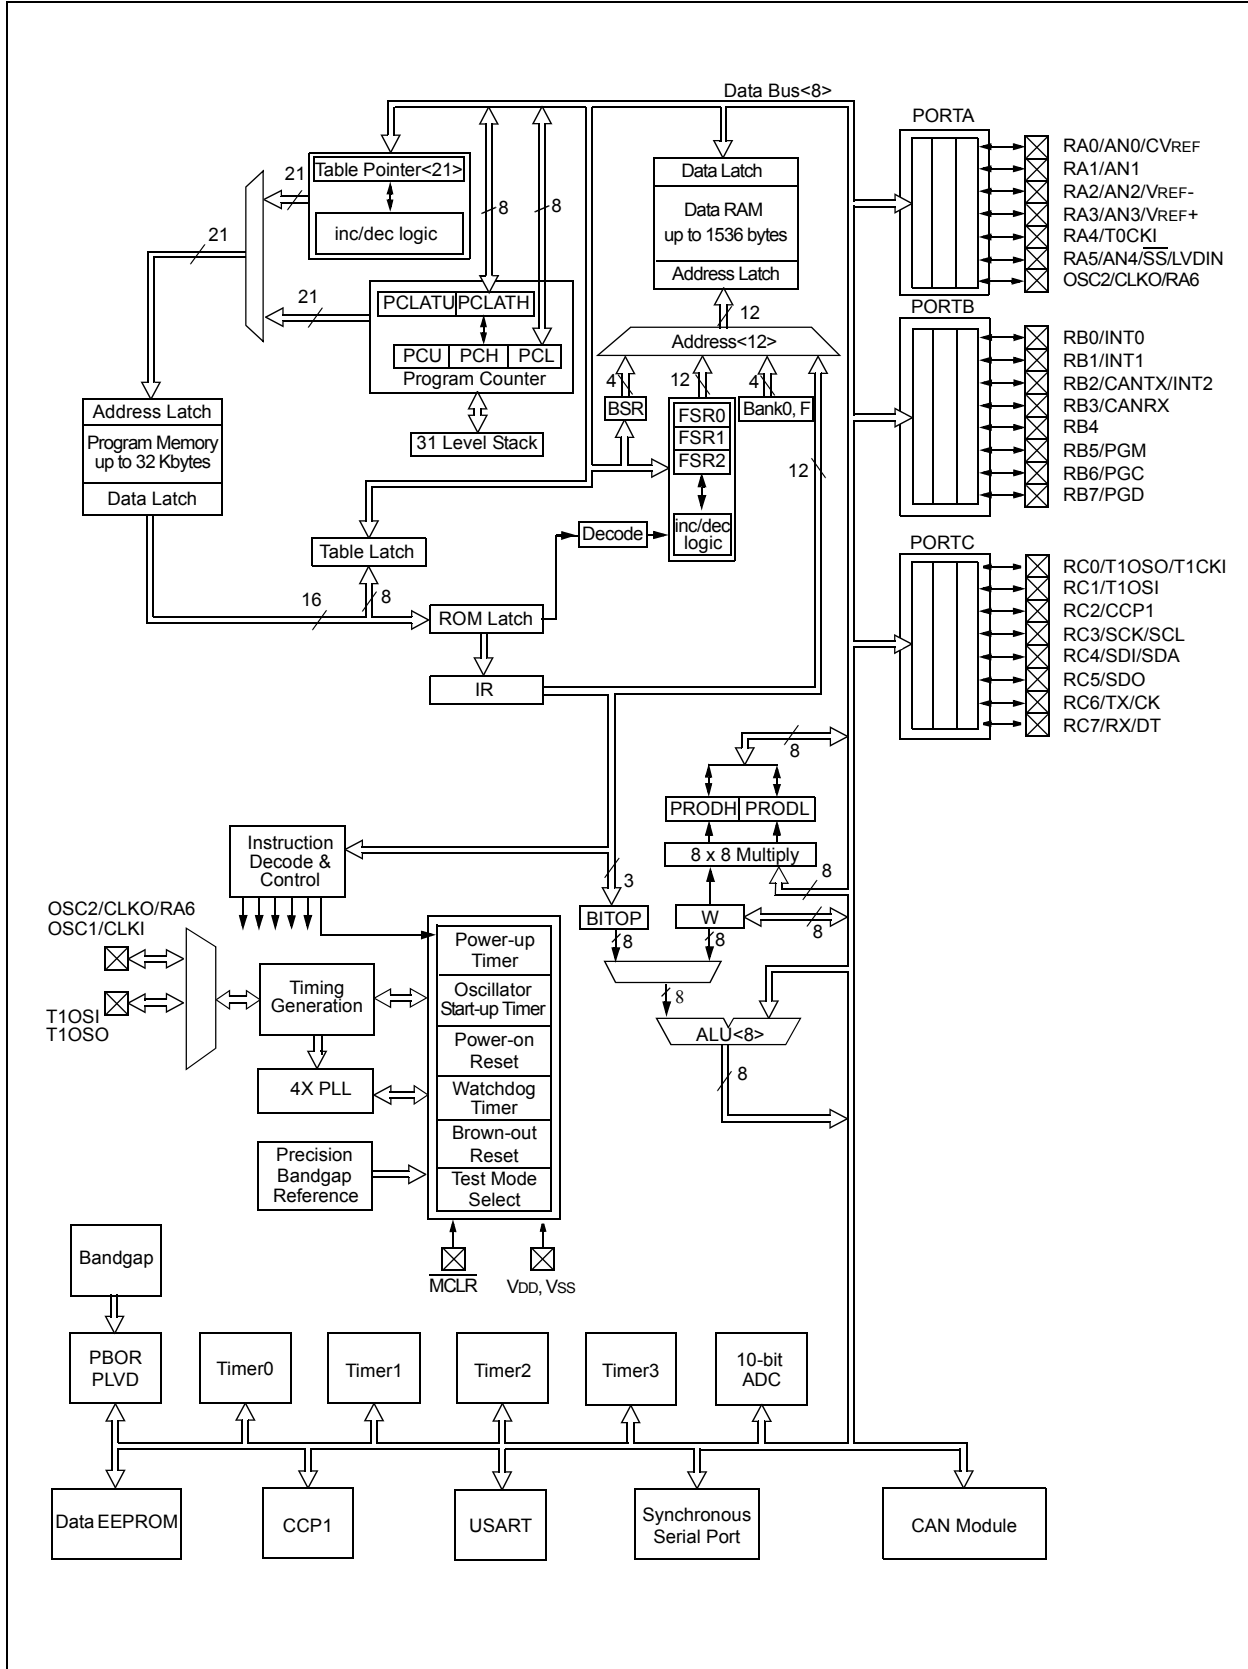 Data Bus<8>
PORTA
RA0/AN0/CVREF
RA1/AN1
RA2/AN2/VREF-
RA3/AN3/VREF+
RA4/T0CKI
RA5/AN4/SS/LVDIN
OSC2/CLKO/RA6
PORTB
RB0/INT0
RB1/INT1
RB2/CANTX/INT2
RB3/CANRX
RB4
RB5/PGM
RB6/PGC
RB7/PGD
PORTC
RC0/T1OSO/T1CKI
RC1/T1OSI
RC2/CCP1
RC3/SCK/SCL
RC4/SDI/SDA
RC5/SDO
RC6/TX/CK
RC7/RX/DT
21
Table Pointer<21>
inc/dec logic
8
8
21
21
PCLATU
PCLATH
PCU
PCH
PCL
Program Counter
31 Level Stack
Data Latch
Data RAM
up to 1536 bytes
Address Latch
12
Address<12>
4
12
4
BSR
FSR0
FSR1
FSR2
Bank0, F
12
inc/dec
logic
Decode
Address Latch
Program Memory
up to 32 Kbytes
Data Latch
Table Latch
16
8
ROM Latch
IR
8
PRODH
PRODL
8 x 8 Multiply
8
3
BITOP
W
8
8
8
8
ALU<8>
8
Instruction
Decode &
Control
OSC2/CLKO/RA6
OSC1/CLKI
T1OSI
T1OSO
Timing
Generation
4X PLL
Precision
Bandgap
Reference
Power-up
Timer
Oscillator
Start-up Timer
Power-on
Reset
Watchdog
Timer
Brown-out
Reset
Test Mode
Select
MCLR
VDD, VSS
Bandgap
PBOR
PLVD
Timer0
Timer1
Timer2
Timer3
10-bit
ADC
Data EEPROM
CCP1
USART
Synchronous
Serial Port
CAN Module